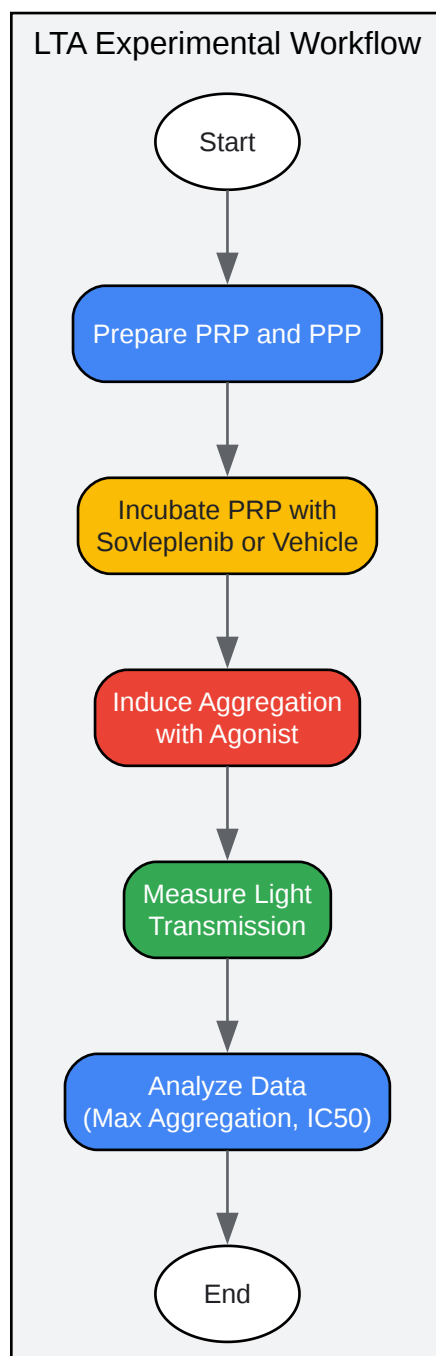 LTA Experimental Workflow
Start
Prepare PRP and PPP
Incubate PRP with
Sovleplenib or Vehicle
Induce Aggregation
with Agonist
Measure Light
Transmission
Analyze Data
(Max Aggregation, IC50)
End